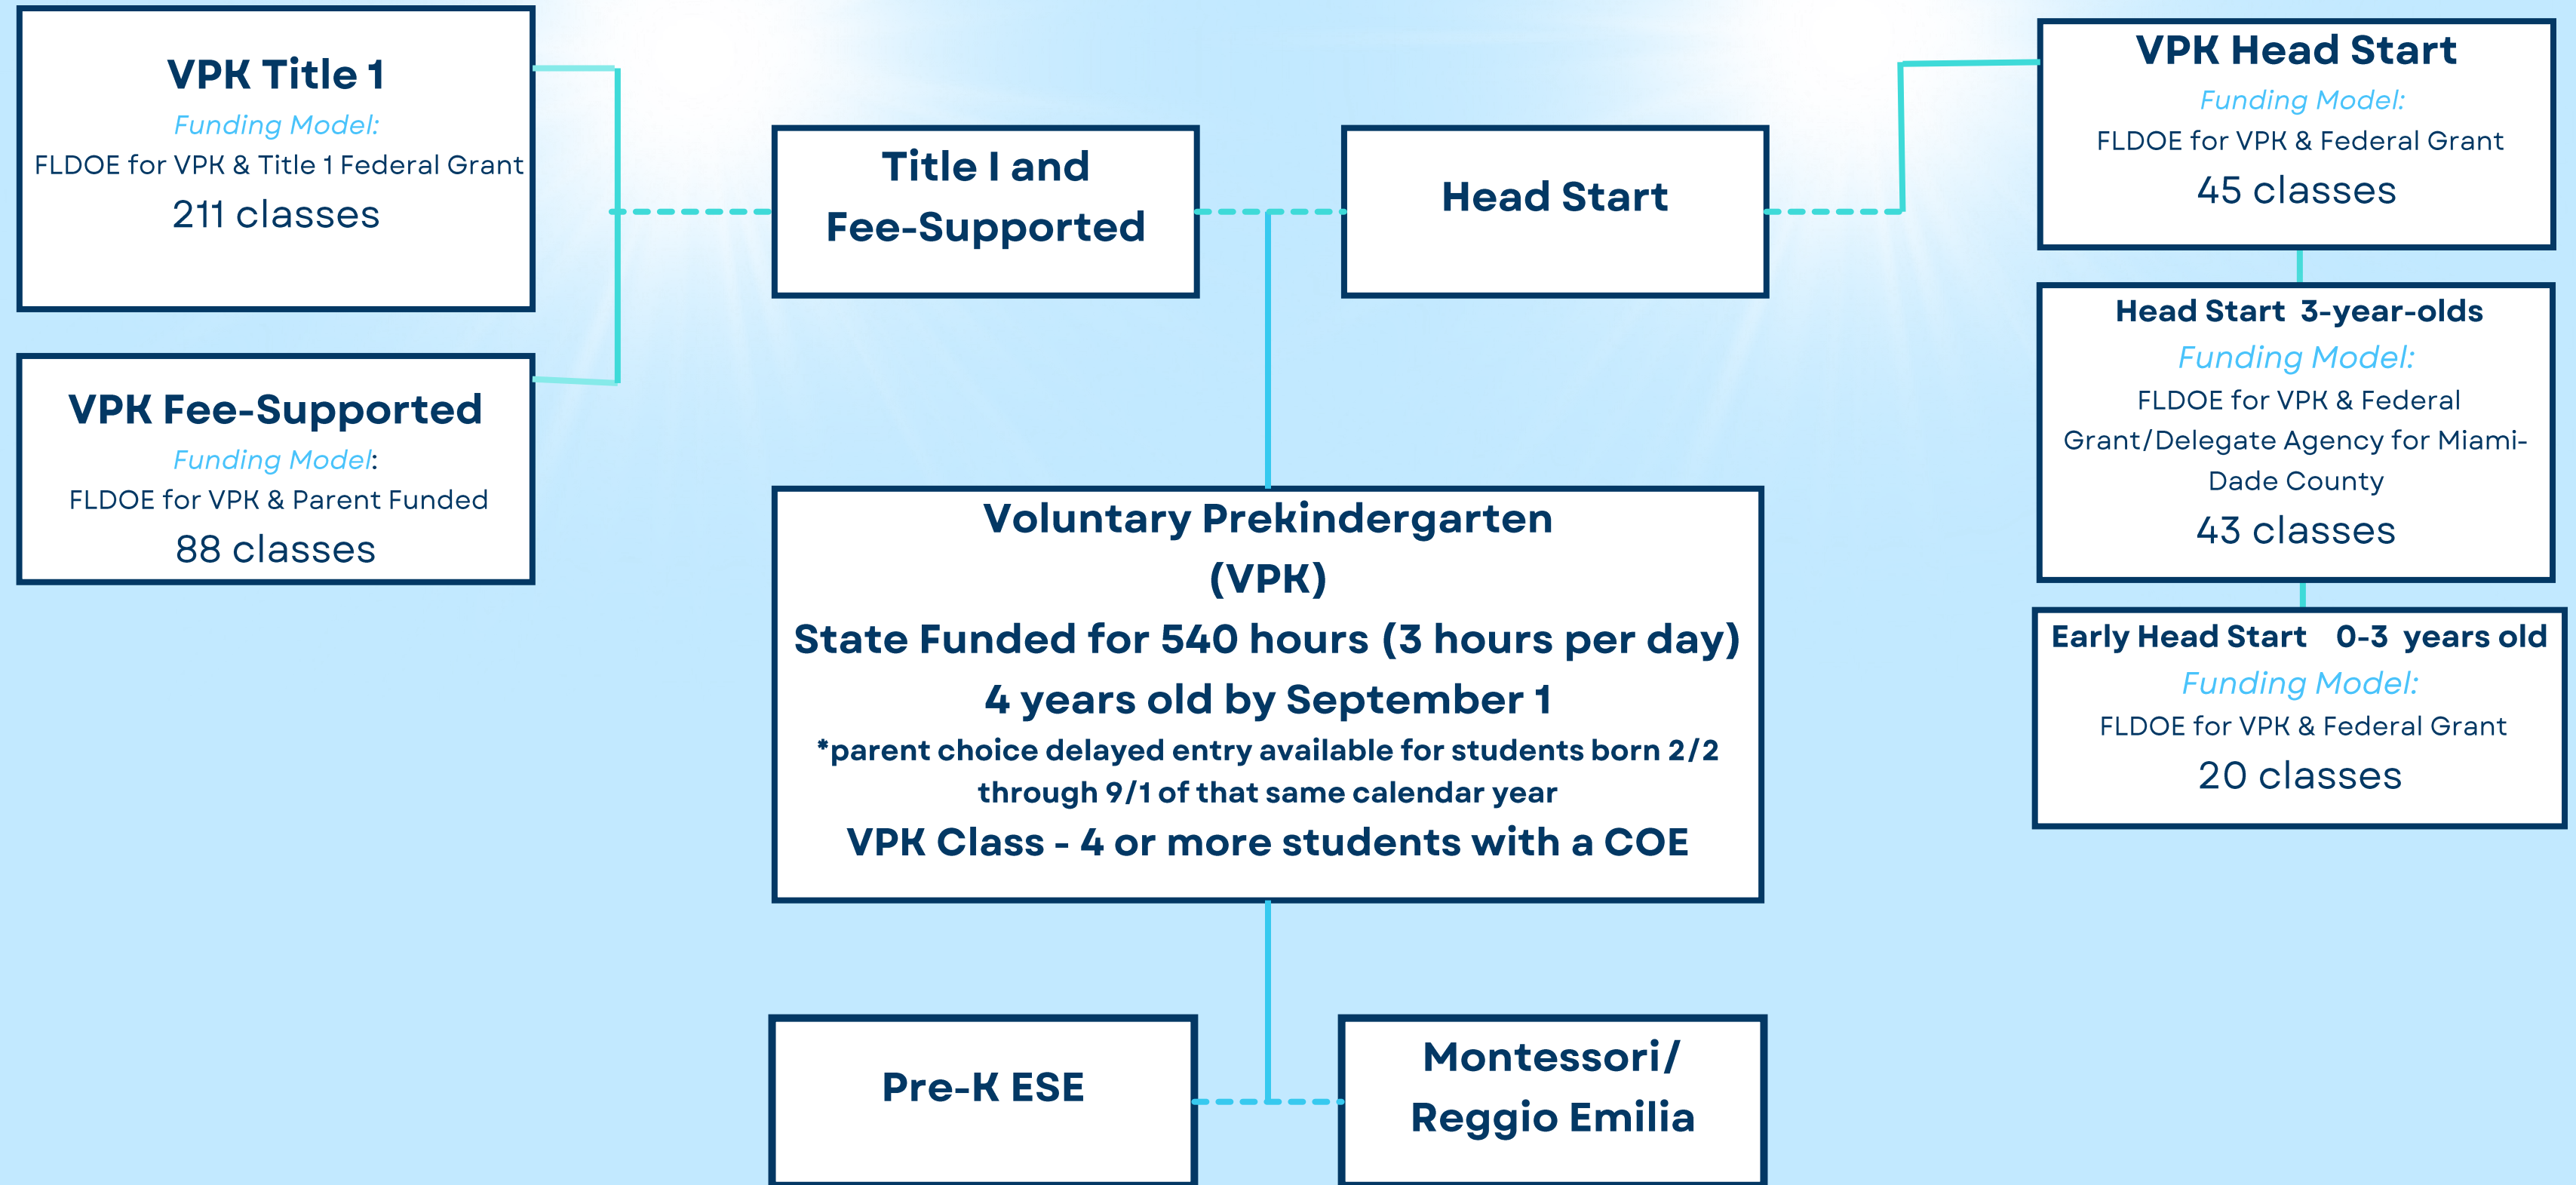 VPK Title 1
Funding Model:
FLDOE for VPK & Title 1 Federal Grant
211 classes
VPK Fee-Supported
Funding Model:
FLDOE for VPK & Parent Funded
88 classes
Title I and
Fee-Supported
Head Start
VPK Head Start
Funding Model:
FLDOE for VPK & Federal Grant
45 classes
Head Start 3-year-olds
Funding Model:
FLDOE for VPK & Federal
Grant/Delegate Agency for Miami-
Dade County
43 classes
Early Head Start 0-3 years old
Funding Model:
FLDOE for VPK & Federal Grant
20 classes
Voluntary Prekindergarten
(VPK)
State Funded for 540 hours (3 hours per day)
4 years old by September 1
*parent choice delayed entry available for students born 2/2
through 9/1 of that same calendar year
VPK Class - 4 or more students with a COE
Pre-K ESE
Montessori/
Reggio Emilia